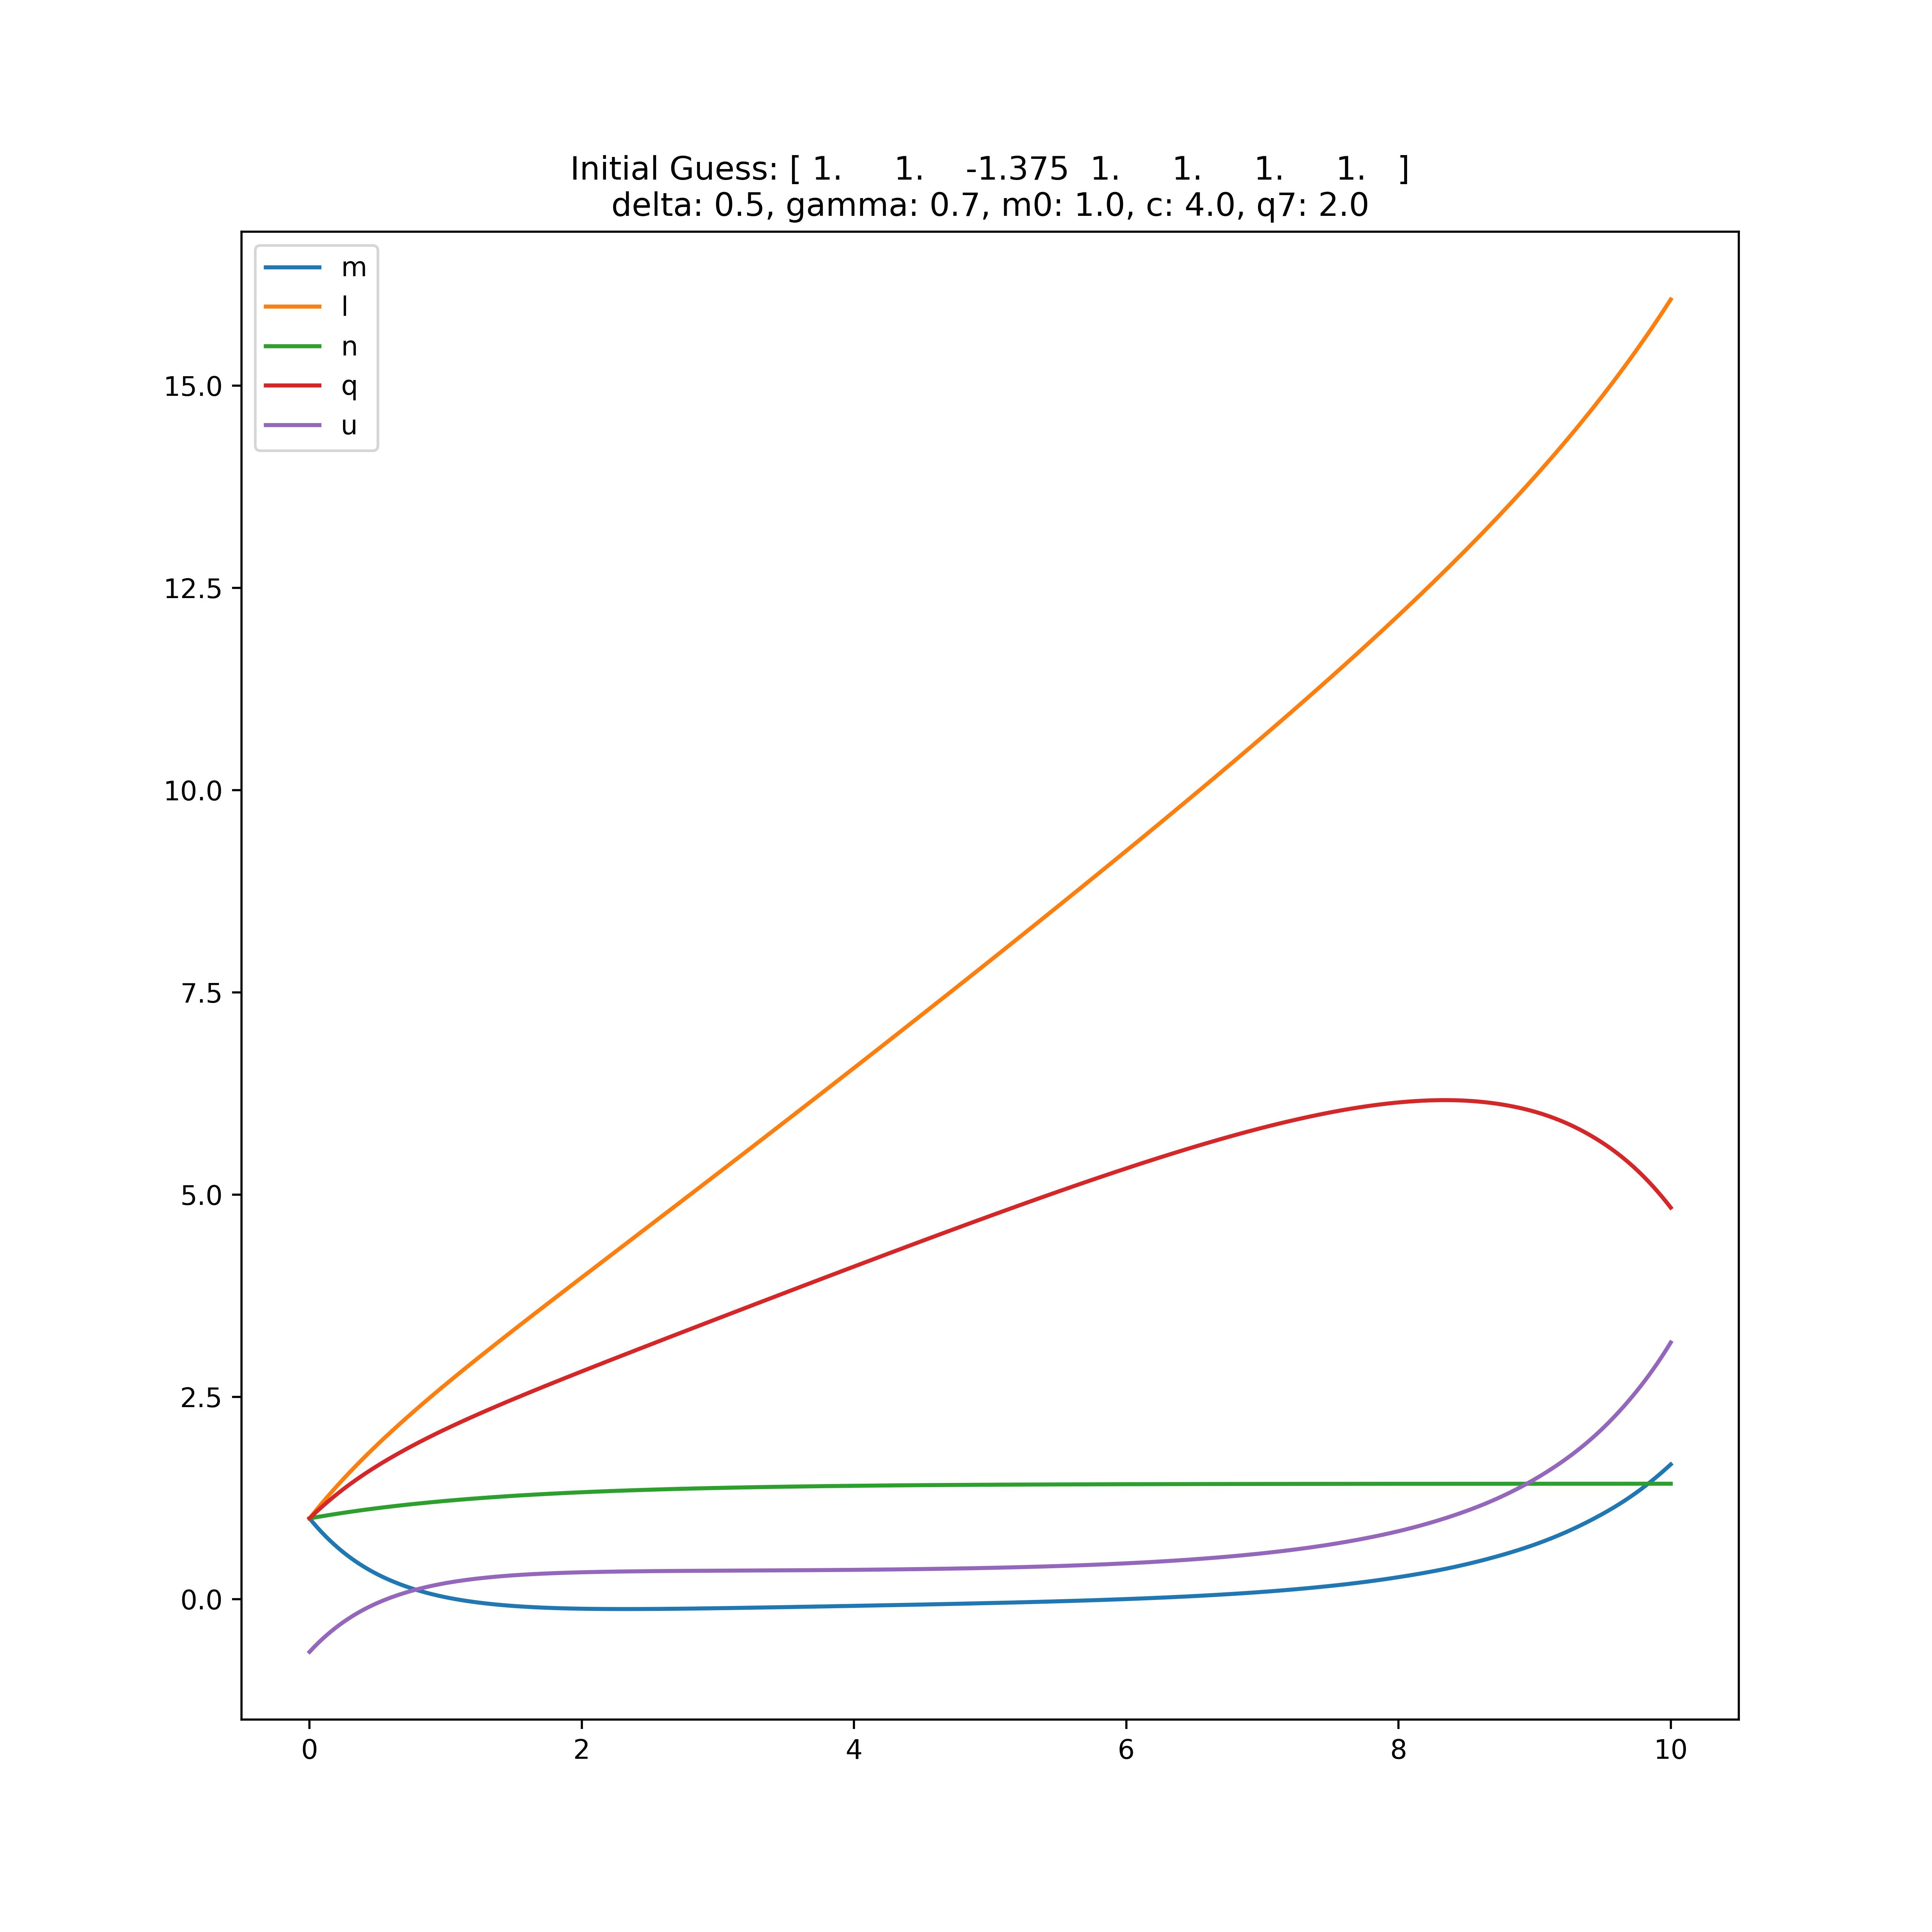 Initial Guess: [ 1. 1. -1.375 1. 1. 1. 1. ]
delta: 0.5, gamma: 0.7, m0: 1.0, c: 4.0, q7: 2.0
m
l
n
q
u
15.0
12.5
10.0
7.5
5.0
2.5
0.0
0 2 4 6 8 10